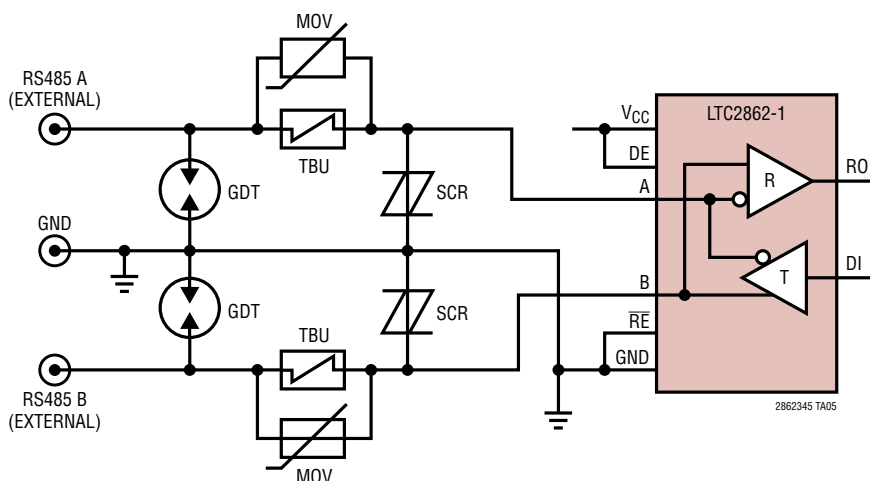 MOV
RS485 A
(EXTERNAL)
TBU
GDT
SCR
GND
GDT
SCR
TBU
RS485 B
(EXTERNAL)
MOV
LTC2862-1
VCC
DE
A
R
RO
T
DI
B
RE
GND
2862345 TA05